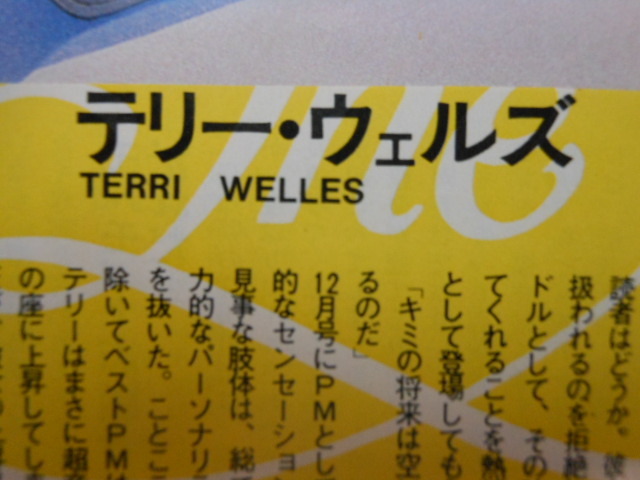 テリー・ウェルズ
TERRI WELLES
読者はどうか。彼
扱われるのを拒絶
ドルとして、その
てくれることを熱
として登場しても
「キミの将来は空
るのだ」
12月号にPMとし
的なセンセーショ
見事な肢体は、総
力的なパーソナリ
を抜いた。ことこ
除いてベストPMは
テリーはまさに超
の座に上昇してしま